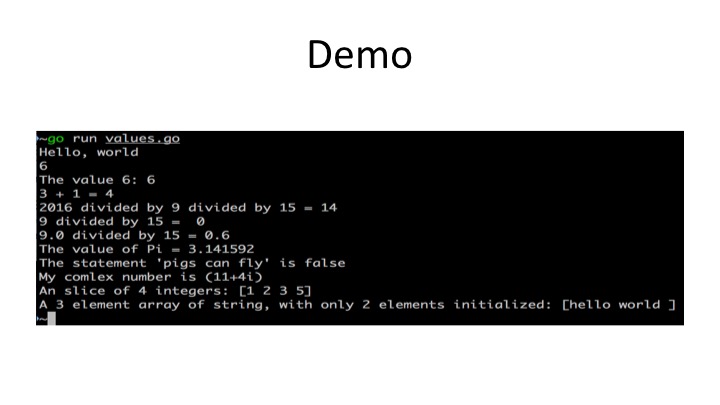 Demo
~go run values.go
Hello, world
6
The value 6: 6
3 + 1 = 4
2016 divided by 9 divided by 15 = 14
9 divided by 15 =  0
9.0 divided by 15 = 0.6
The value of Pi = 3.141592
The statement 'pigs can fly' is false
My comlex number is (11+4i)
An slice of 4 integers: [1 2 3 5]
A 3 element array of string, with only 2 elements initialized: [hello world ]
~